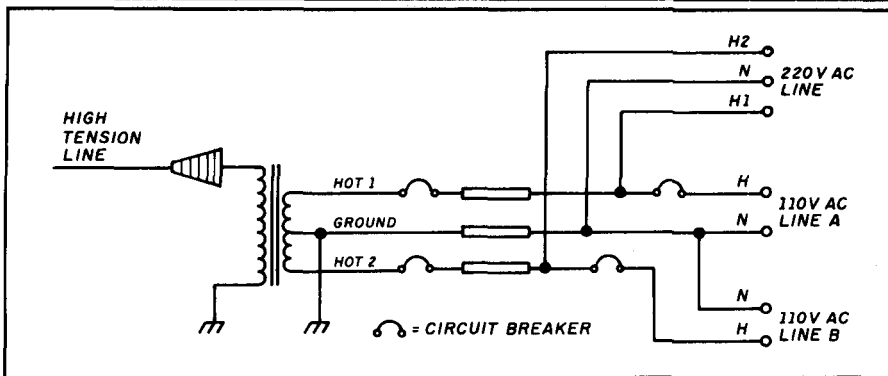 HIGH
TENSION
LINE
HOT 1
GROUND
HOT 2
= CIRCUIT BREAKER
H2
N
H1
220V AC
LINE
H
N
110V AC
LINE A
N
H
110V AC
LINE B